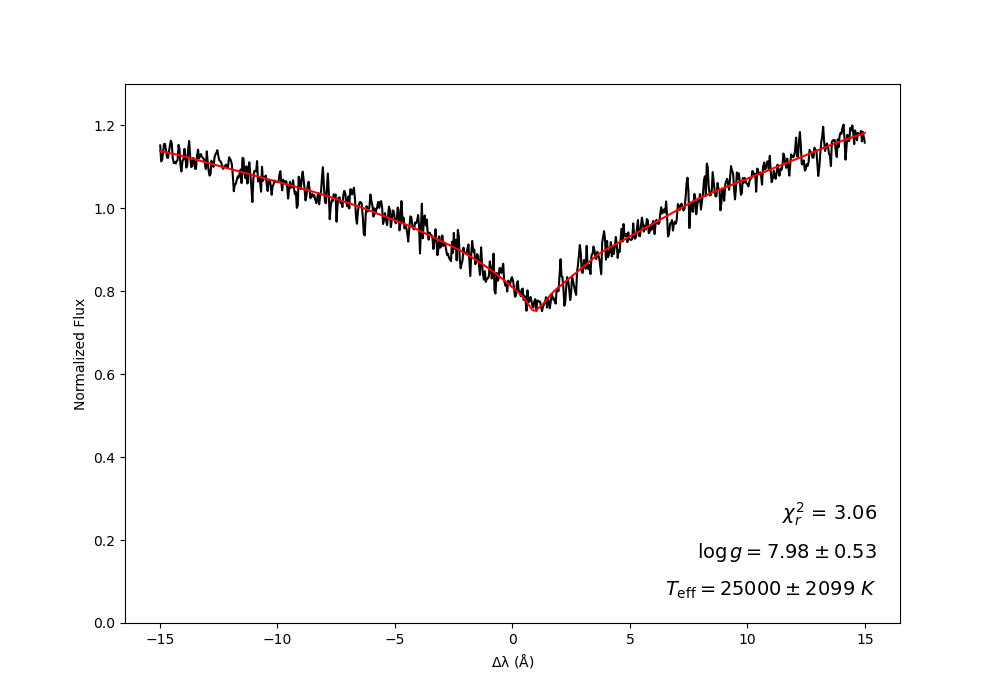 1.2
1.0
0.8
0.6
0.4
0.2
0.0
Normalized Flux
χ²ᵣ = 3.06
log g = 7.98 ± 0.53
T_eff = 25000 ± 2099 K
−15 −10 −5 0 5 10 15
Δλ (Å)